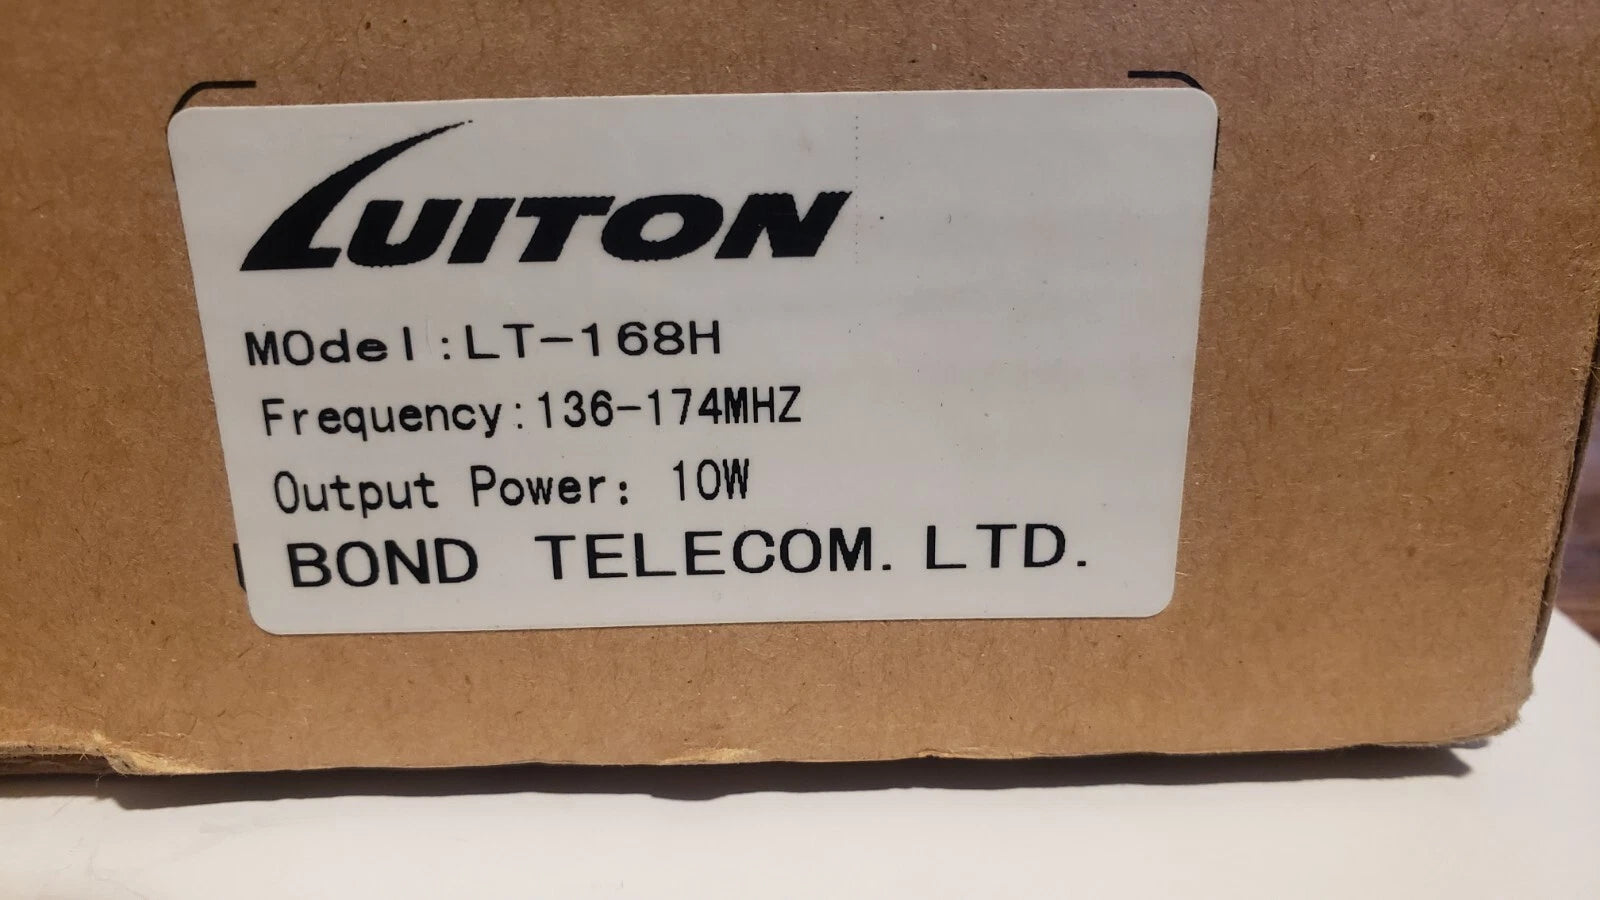 LUITON
MOdel:LT-168H
Frequency:136-174MHZ
Output Power: 10W
BOND TELECOM. LTD.